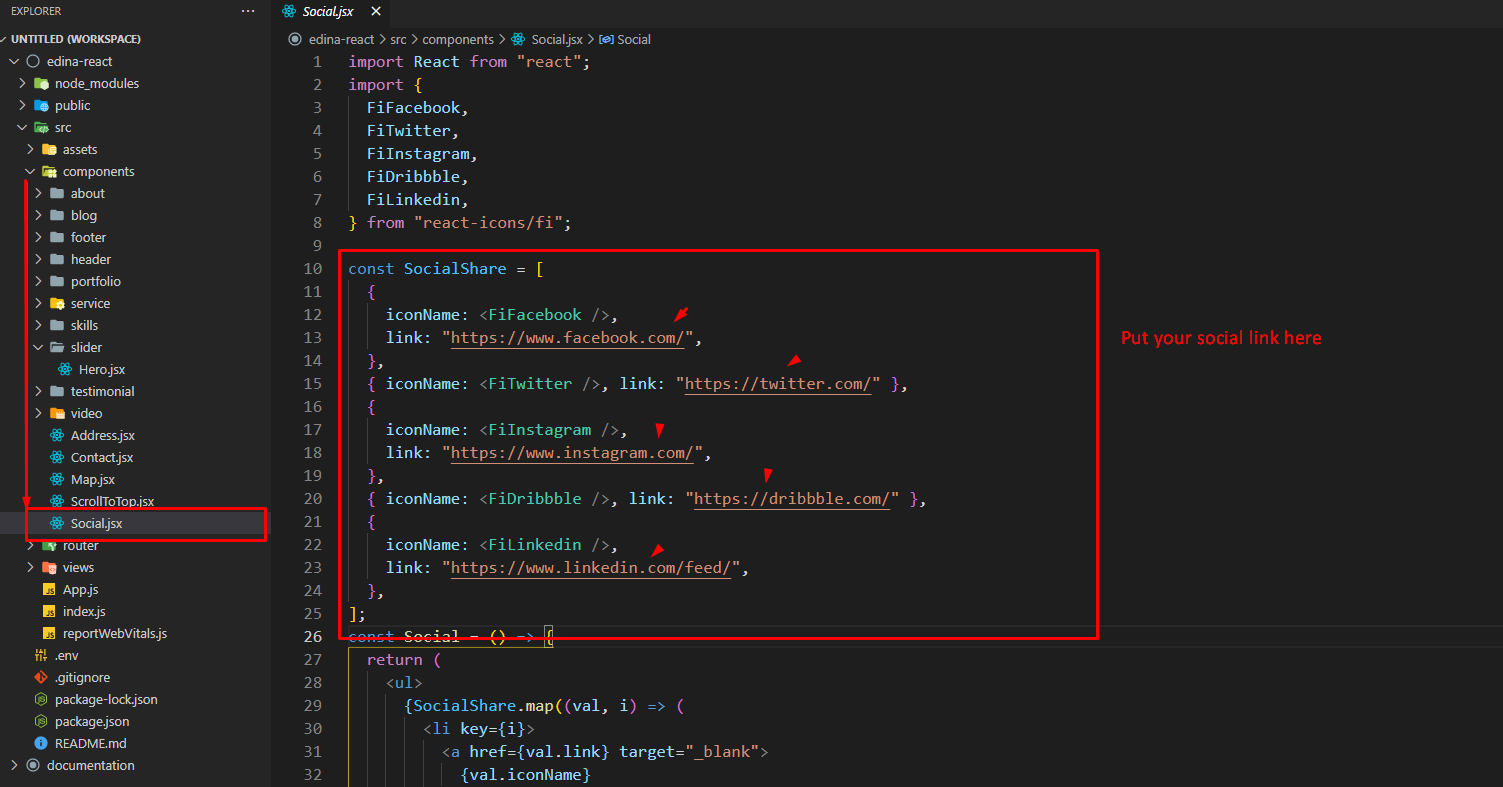 EXPLORER ···
UNTITLED (WORKSPACE)
edina-react
node_modules
public
src
assets
components
about
blog
footer
header
portfolio
service
skills
slider
Hero.jsx
testimonial
video
Address.jsx
Contact.jsx
Map.jsx
ScrollToTop.jsx
Social.jsx
router
views
App.js
index.js
reportWebVitals.js
.env
.gitignore
package-lock.json
package.json
README.md
documentation
Social.jsx
edina-react > src > components > Social.jsx > Social
1 import React from "react";
2 import {
3 FiFacebook,
4 FiTwitter,
5 FiInstagram,
6 FiDribbble,
7 FiLinkedin,
8 } from "react-icons/fi";
9
10 const SocialShare = [
11 {
12 iconName: <FiFacebook />,
13 link: "https://www.facebook.com/",
14 },
15 { iconName: <FiTwitter />, link: "https://twitter.com/" },
16 {
17 iconName: <FiInstagram />,
18 link: "https://www.instagram.com/",
19 },
20 { iconName: <FiDribbble />, link: "https://dribbble.com/" },
21 {
22 iconName: <FiLinkedin />,
23 link: "https://www.linkedin.com/feed/",
24 },
25 ];
26 const Social = () => {
27 return (
28 <ul>
29 {SocialShare.map((val, i) => (
30 <li key={i}>
31 <a href={val.link} target="_blank">
32 {val.iconName}
Put your social link here